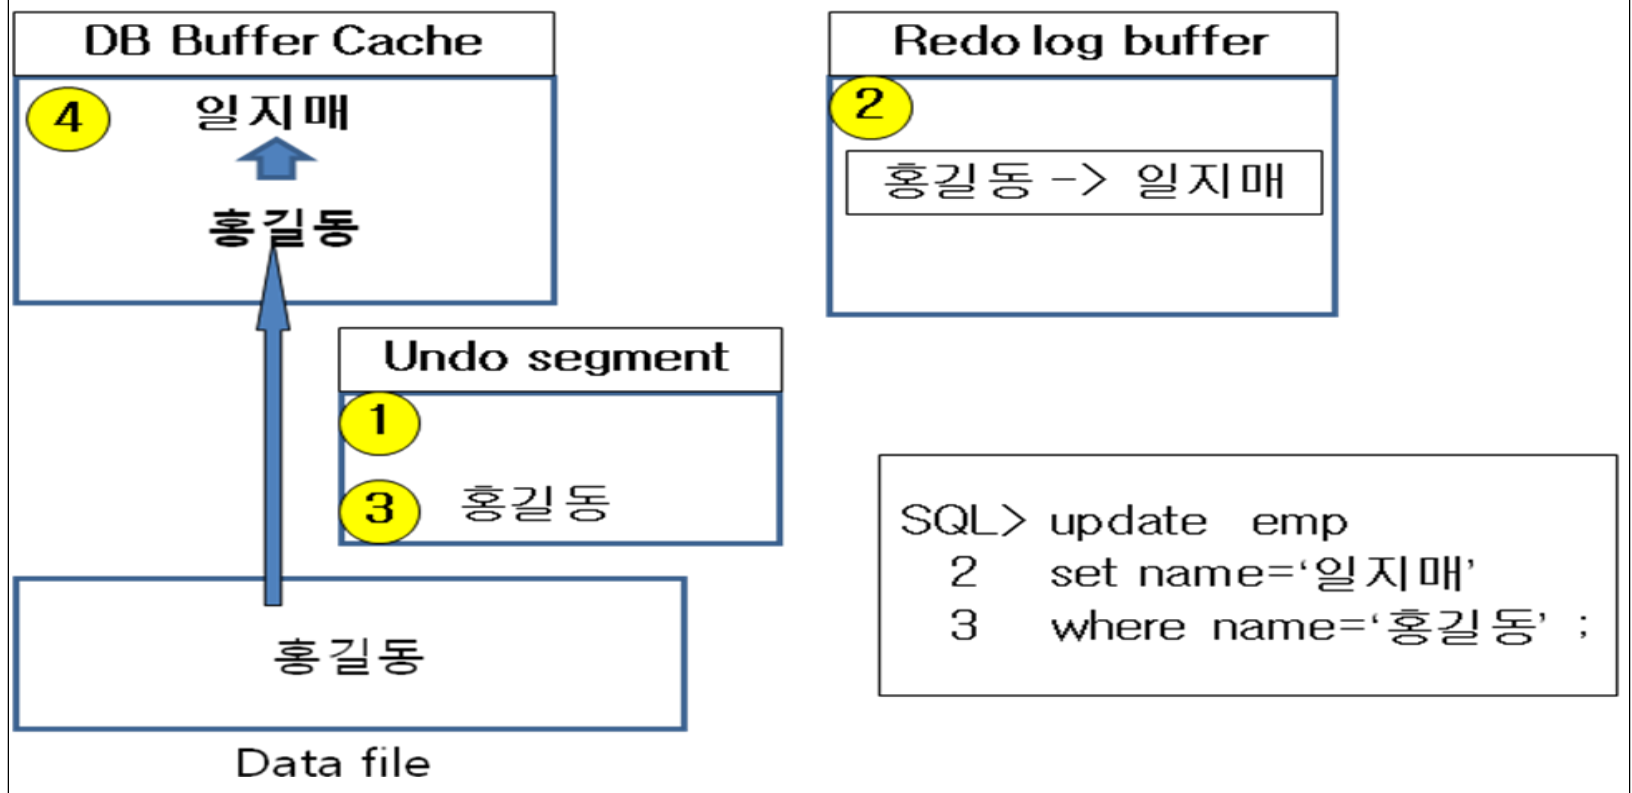 DB Buffer Cache
4
일지매
홍길동
Redo log buffer
2
홍길동 -> 일지매
Undo segment
1
3
홍길동
홍길동
Data file
SQL> update emp
2 set name=‘일지매’
3 where name=‘홍길동’ ;